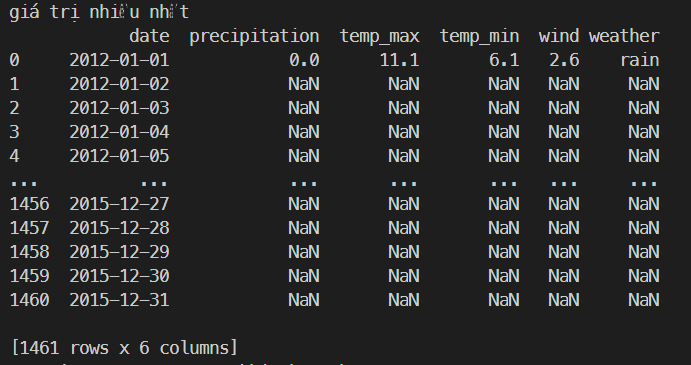 giá trị nhiều nhất
date precipitation temp_max temp_min wind weather
0 2012-01-01 0.0 11.1 6.1 2.6 rain
1 2012-01-02 NaN NaN NaN NaN NaN
2 2012-01-03 NaN NaN NaN NaN NaN
3 2012-01-04 NaN NaN NaN NaN NaN
4 2012-01-05 NaN NaN NaN NaN NaN
... ... ... ... ... ... ...
1456 2015-12-27 NaN NaN NaN NaN NaN
1457 2015-12-28 NaN NaN NaN NaN NaN
1458 2015-12-29 NaN NaN NaN NaN NaN
1459 2015-12-30 NaN NaN NaN NaN NaN
1460 2015-12-31 NaN NaN NaN NaN NaN
[1461 rows x 6 columns]